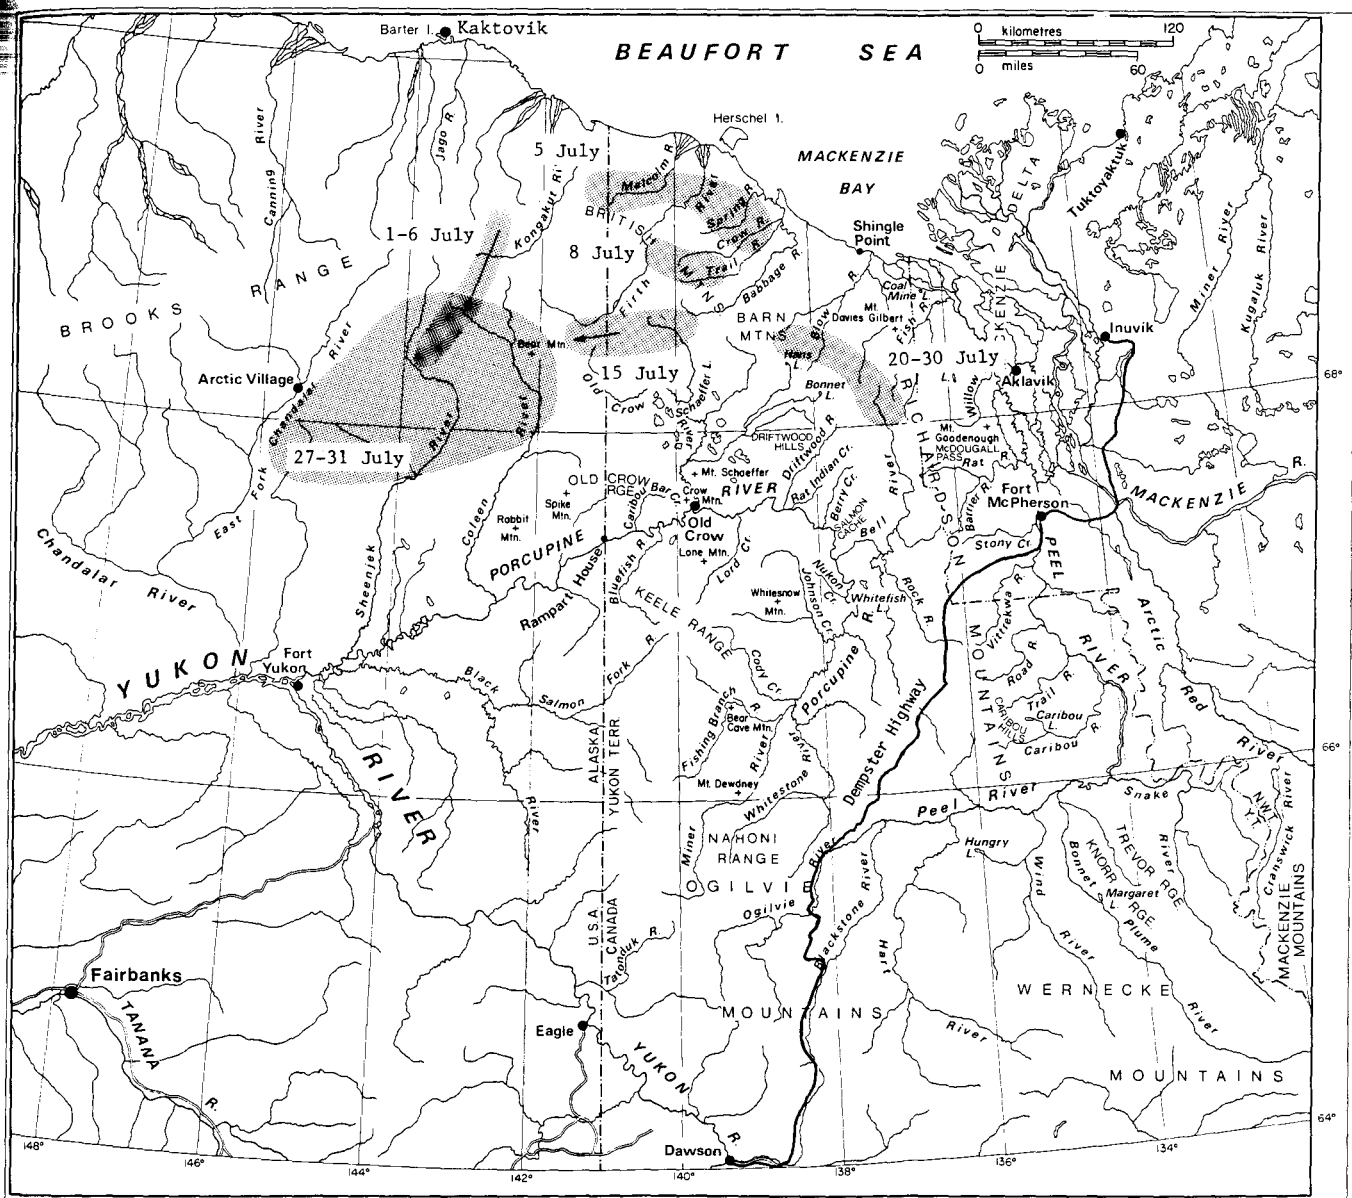 Barter I. Kaktovik
BEAUFORT SEA
0 kilometres 120
0 miles 60
Herschel I.
MACKENZIE
BAY
Canning River
Jago R.
Kongakut Ri
5 July
Malcolm R.
River
Spring R.
Crow R.
Trail R.
BRITISH
MTNS
8 July
Firth
Babbage R.
1-6 July
Shingle
Point
DELTA
Tuktoyaktuk
Miner River
Kugaluk River
BROOKS RANGE
BARN
MTNS
Blow R.
Coal
Mine L.
Mt.
Davies Gilbert
Fish R.
Inuvik
Bear Mtn.
15 July
Hans
L.
20-30 July
Bonnet
L.
Aklavik
68°
Arctic Village
Chandalar River
River
River
Old
Crow
River
Schaeffer L.
27-31 July
East Fork Chandalar
DRIFTWOOD
HILLS
Driftwood R.
Willow
Mt.
Goodenough
McDOUGALL
PASS
Rat R.
RICHARDSON
MOUNTAINS
MACKENZIE R.
OLD CROW
RGE
Mt. Schaeffer
Crow
Mtn.
RIVER
Rat Indian Cr.
Berry Cr.
SALMON
CACHE
Bell River
Barrier R.
Fort
McPherson
Spike
Mtn.
Rabbit
Mtn.
Caribou Bar Cr.
Old
Crow
Lone Mtn.
Lord Cr.
Stony Cr.
PEEL
RIVER
Coleen
PORCUPINE
Rampart House
Bluefish R.
KEELE RANGE
Whitesnow
Mtn.
Johnson Cr.
Nukon
Cr.
Whitefish
L.
Rock R.
Vittrekwa R.
Arctic Red River
Chandalar River
Sheenjek
YUKON
RIVER
Fort
Yukon
Black
River
Salmon Fork R.
Cody Cr.
Porcupine R.
Road R.
Trail R.
CARIBOU
HILLS
Caribou
L.
Caribou R.
Fishing Branch R.
Bear
Cave Mtn.
ALASKA
YUKON TERR
Mt. Dewdney
Miner River
Whitestone River
Dempster Highway
66°
Peel River
Snake
River
NWT
YT
Cranswick River
NAHONI
RANGE
River
Hungry
L.
Wind
River
Bonnet Plume
River
KNORR
RGE
TREVOR RGE
Margaret
L.
MACKENZIE
MOUNTAINS
OGILVIE
Ogilvie
Blackstone River
Hart
River
U.S.A.
CANADA
Tatonduk R.
Fairbanks
TANANA
R.
MOUNTAINS
WERNECKE
MOUNTAINS
Eagle
YUKON
R.
Dawson
64°
148°
146°
144°
142°
140°
138°
136°
134°